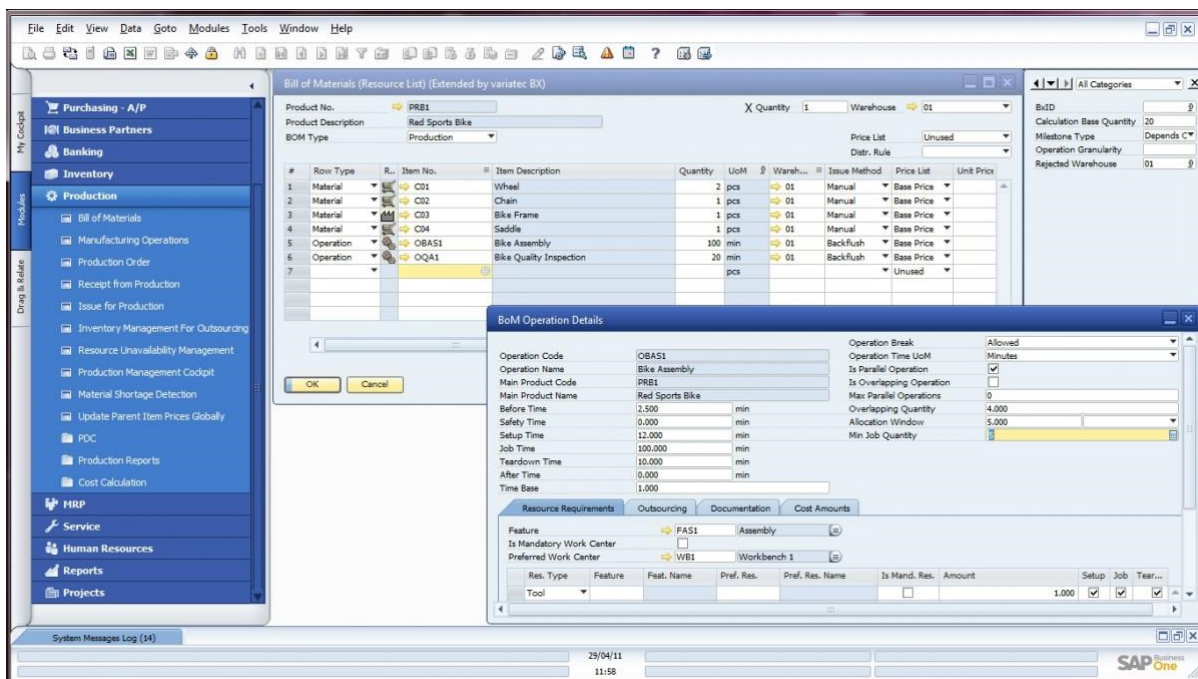 File Edit View Data Goto Modules Tools Window Help
My Cockpit
Modules
Drag & Relate
Purchasing - A/P
Business Partners
Banking
Inventory
Production
Bill of Materials
Manufacturing Operations
Production Order
Receipt from Production
Issue for Production
Inventory Management For Outsourcing
Resource Unavailability Management
Production Management Cockpit
Material Shortage Detection
Update Parent Item Prices Globally
PDC
Production Reports
Cost Calculation
MRP
Service
Human Resources
Reports
Projects
Bill of Materials (Resource List) (Extended by variatec BX)
Product No. PRB1 X Quantity 1 Warehouse 01
Product Description Red Sports Bike
BOM Type Production Price List Unused
Distr. Rule
# Row Type R.. Item No. Item Description Quantity UoM Wareh... Issue Method Price List Unit Price
1 Material C01 Wheel 2 pcs 01 Manual Base Price
2 Material C02 Chain 1 pcs 01 Manual Base Price
3 Material C03 Bike Frame 1 pcs 01 Manual Base Price
4 Material C04 Saddle 1 pcs 01 Manual Base Price
5 Operation OBAS1 Bike Assembly 100 min 01 Backflush Base Price
6 Operation OQA1 Bike Quality Inspection 20 min 01 Backflush Base Price
7 pcs Unused
OK Cancel
All Categories
BxID
Calculation Base Quantity 20
Milestone Type Depends C
Operation Granularity
Rejected Warehouse 01
BoM Operation Details
Operation Code OBAS1
Operation Name Bike Assembly
Main Product Code PRB1
Main Product Name Red Sports Bike
Before Time 2.500 min
Safety Time 0.000 min
Setup Time 12.000 min
Job Time 100.000 min
Teardown Time 10.000 min
After Time 0.000 min
Time Base 1.000
Operation Break Allowed
Operation Time UoM Minutes
Is Parallel Operation
Is Overlapping Operation
Max Parallel Operations 0
Overlapping Quantity 4.000
Allocation Window 5.000
Min Job Quantity 5
Resource Requirements Outsourcing Documentation Cost Amounts
Feature FAS1 Assembly
Is Mandatory Work Center
Preferred Work Center WB1 Workbench 1
Res. Type Feature Feat. Name Pref. Res. Pref. Res. Name Is Mand. Res. Amount Setup Job Tear...
Tool 1.000
System Messages Log (14)
29/04/11
11:58
SAP Business One